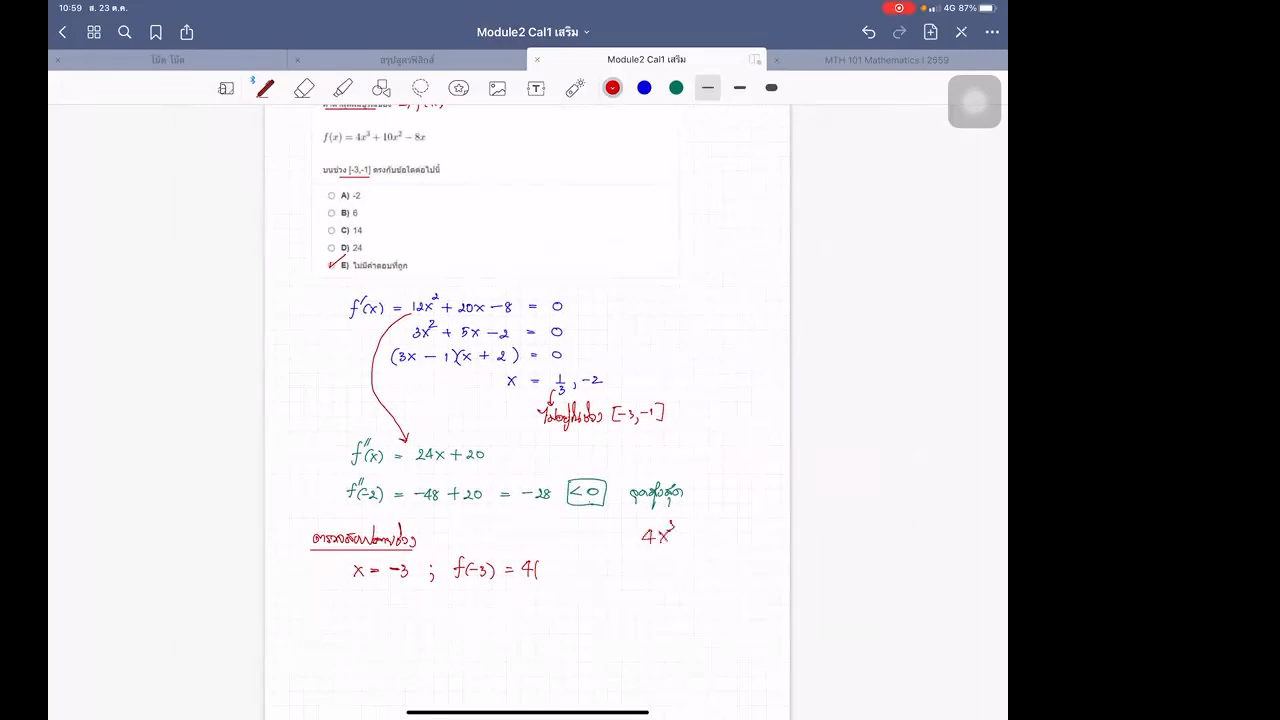 10:59 ส. 23 ต.ค.
4G 87%
Module2 Cal1 เสริม
โน๊ต โน๊ต
สรุปสูตรฟิสิกส์
Module2 Cal1 เสริม
MTH 101 Mathematics I 2559
f(x) = 4x³ + 10x² − 8x
บนช่วง [-3,-1] ตรงกับข้อใดต่อไปนี้
A) -2
B) 6
C) 14
D) 24
E) ไม่มีคำตอบที่ถูก
f'(x) = 12x² + 20x − 8 = 0
3x² + 5x − 2 = 0
(3x − 1)(x + 2) = 0
x = 1/3 , −2
ไม่อยู่ในช่วง [−3, −1]
f''(x) = 24x + 20
f''(−2) = −48 + 20 = −28 < 0 จุดสูงสุด
ตรวจสอบปลายช่วง
4x³
x = −3 ; f(−3) = 4(